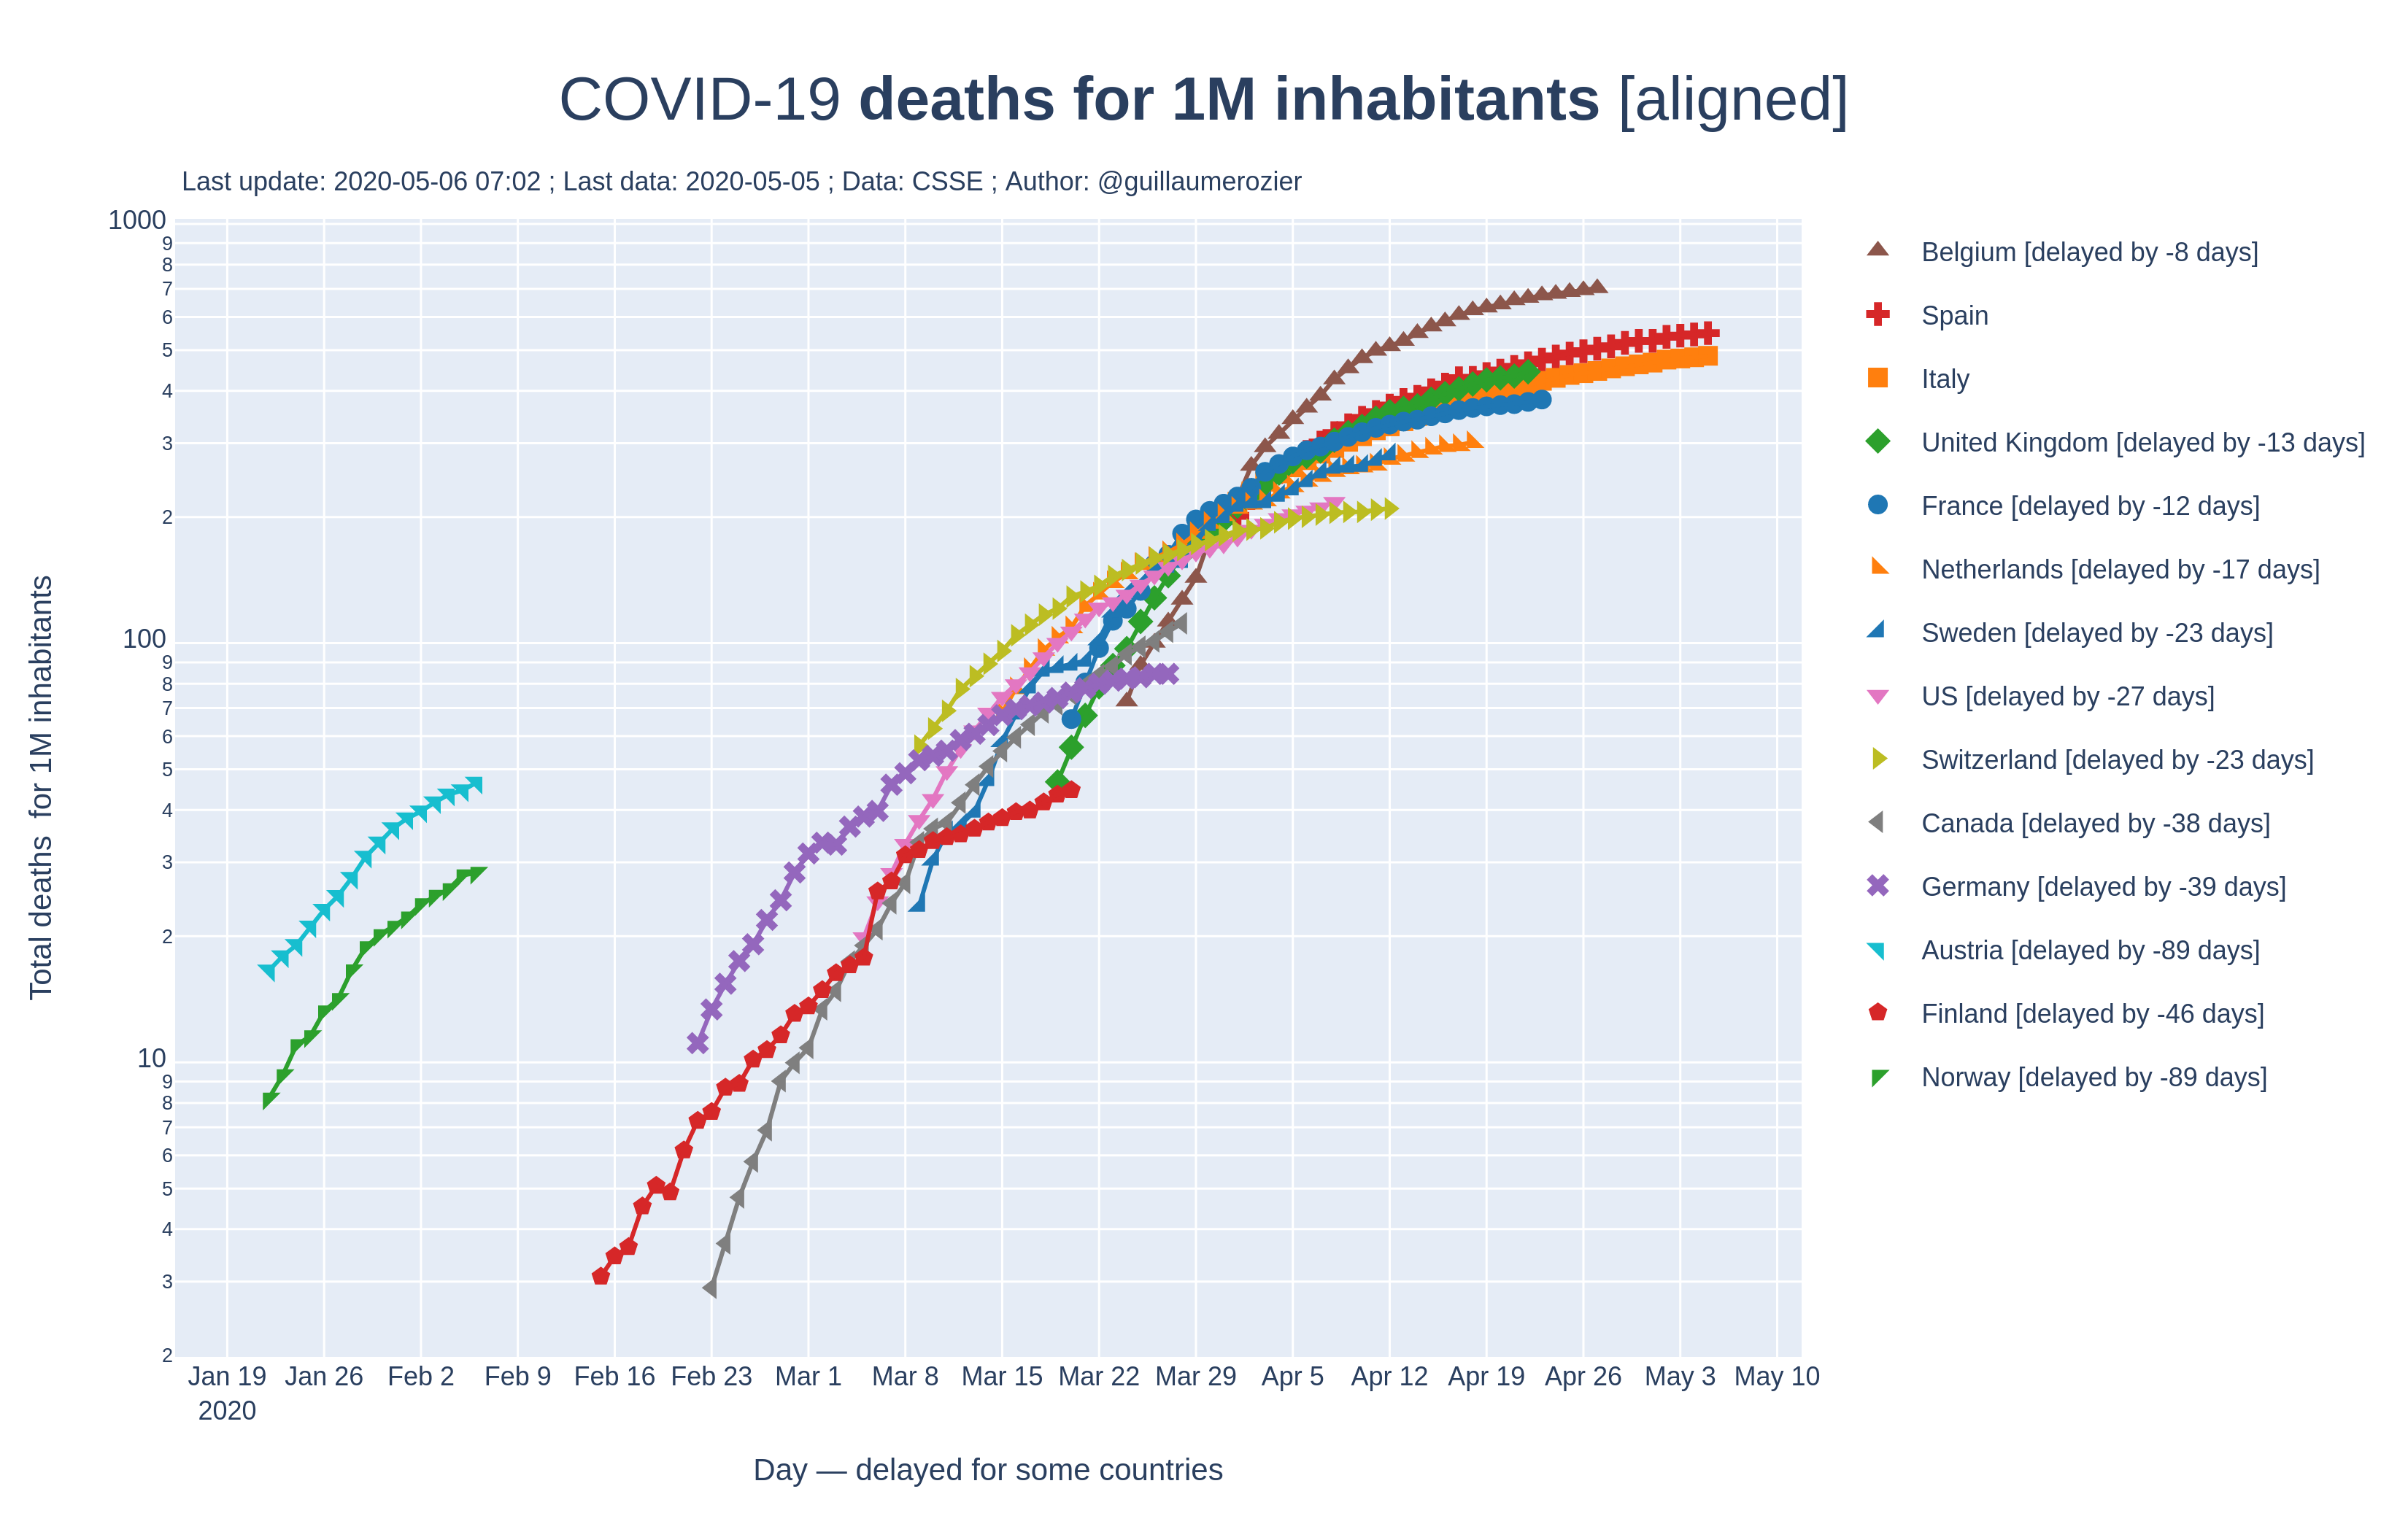 COVID-19 deaths for 1M inhabitants [aligned]
Last update: 2020-05-06 07:02 ; Last data: 2020-05-05 ; Data: CSSE ; Author: @guillaumerozier
Total deaths for 1M inhabitants
1000
9
8
7
6
5
4
3
2
100
9
8
7
6
5
4
3
2
10
9
8
7
6
5
4
3
2
Jan 19 Jan 26 Feb 2 Feb 9 Feb 16 Feb 23 Mar 1 Mar 8 Mar 15 Mar 22 Mar 29 Apr 5 Apr 12 Apr 19 Apr 26 May 3 May 10
2020
Day — delayed for some countries
Belgium [delayed by -8 days]
Spain
Italy
United Kingdom [delayed by -13 days]
France [delayed by -12 days]
Netherlands [delayed by -17 days]
Sweden [delayed by -23 days]
US [delayed by -27 days]
Switzerland [delayed by -23 days]
Canada [delayed by -38 days]
Germany [delayed by -39 days]
Austria [delayed by -89 days]
Finland [delayed by -46 days]
Norway [delayed by -89 days]